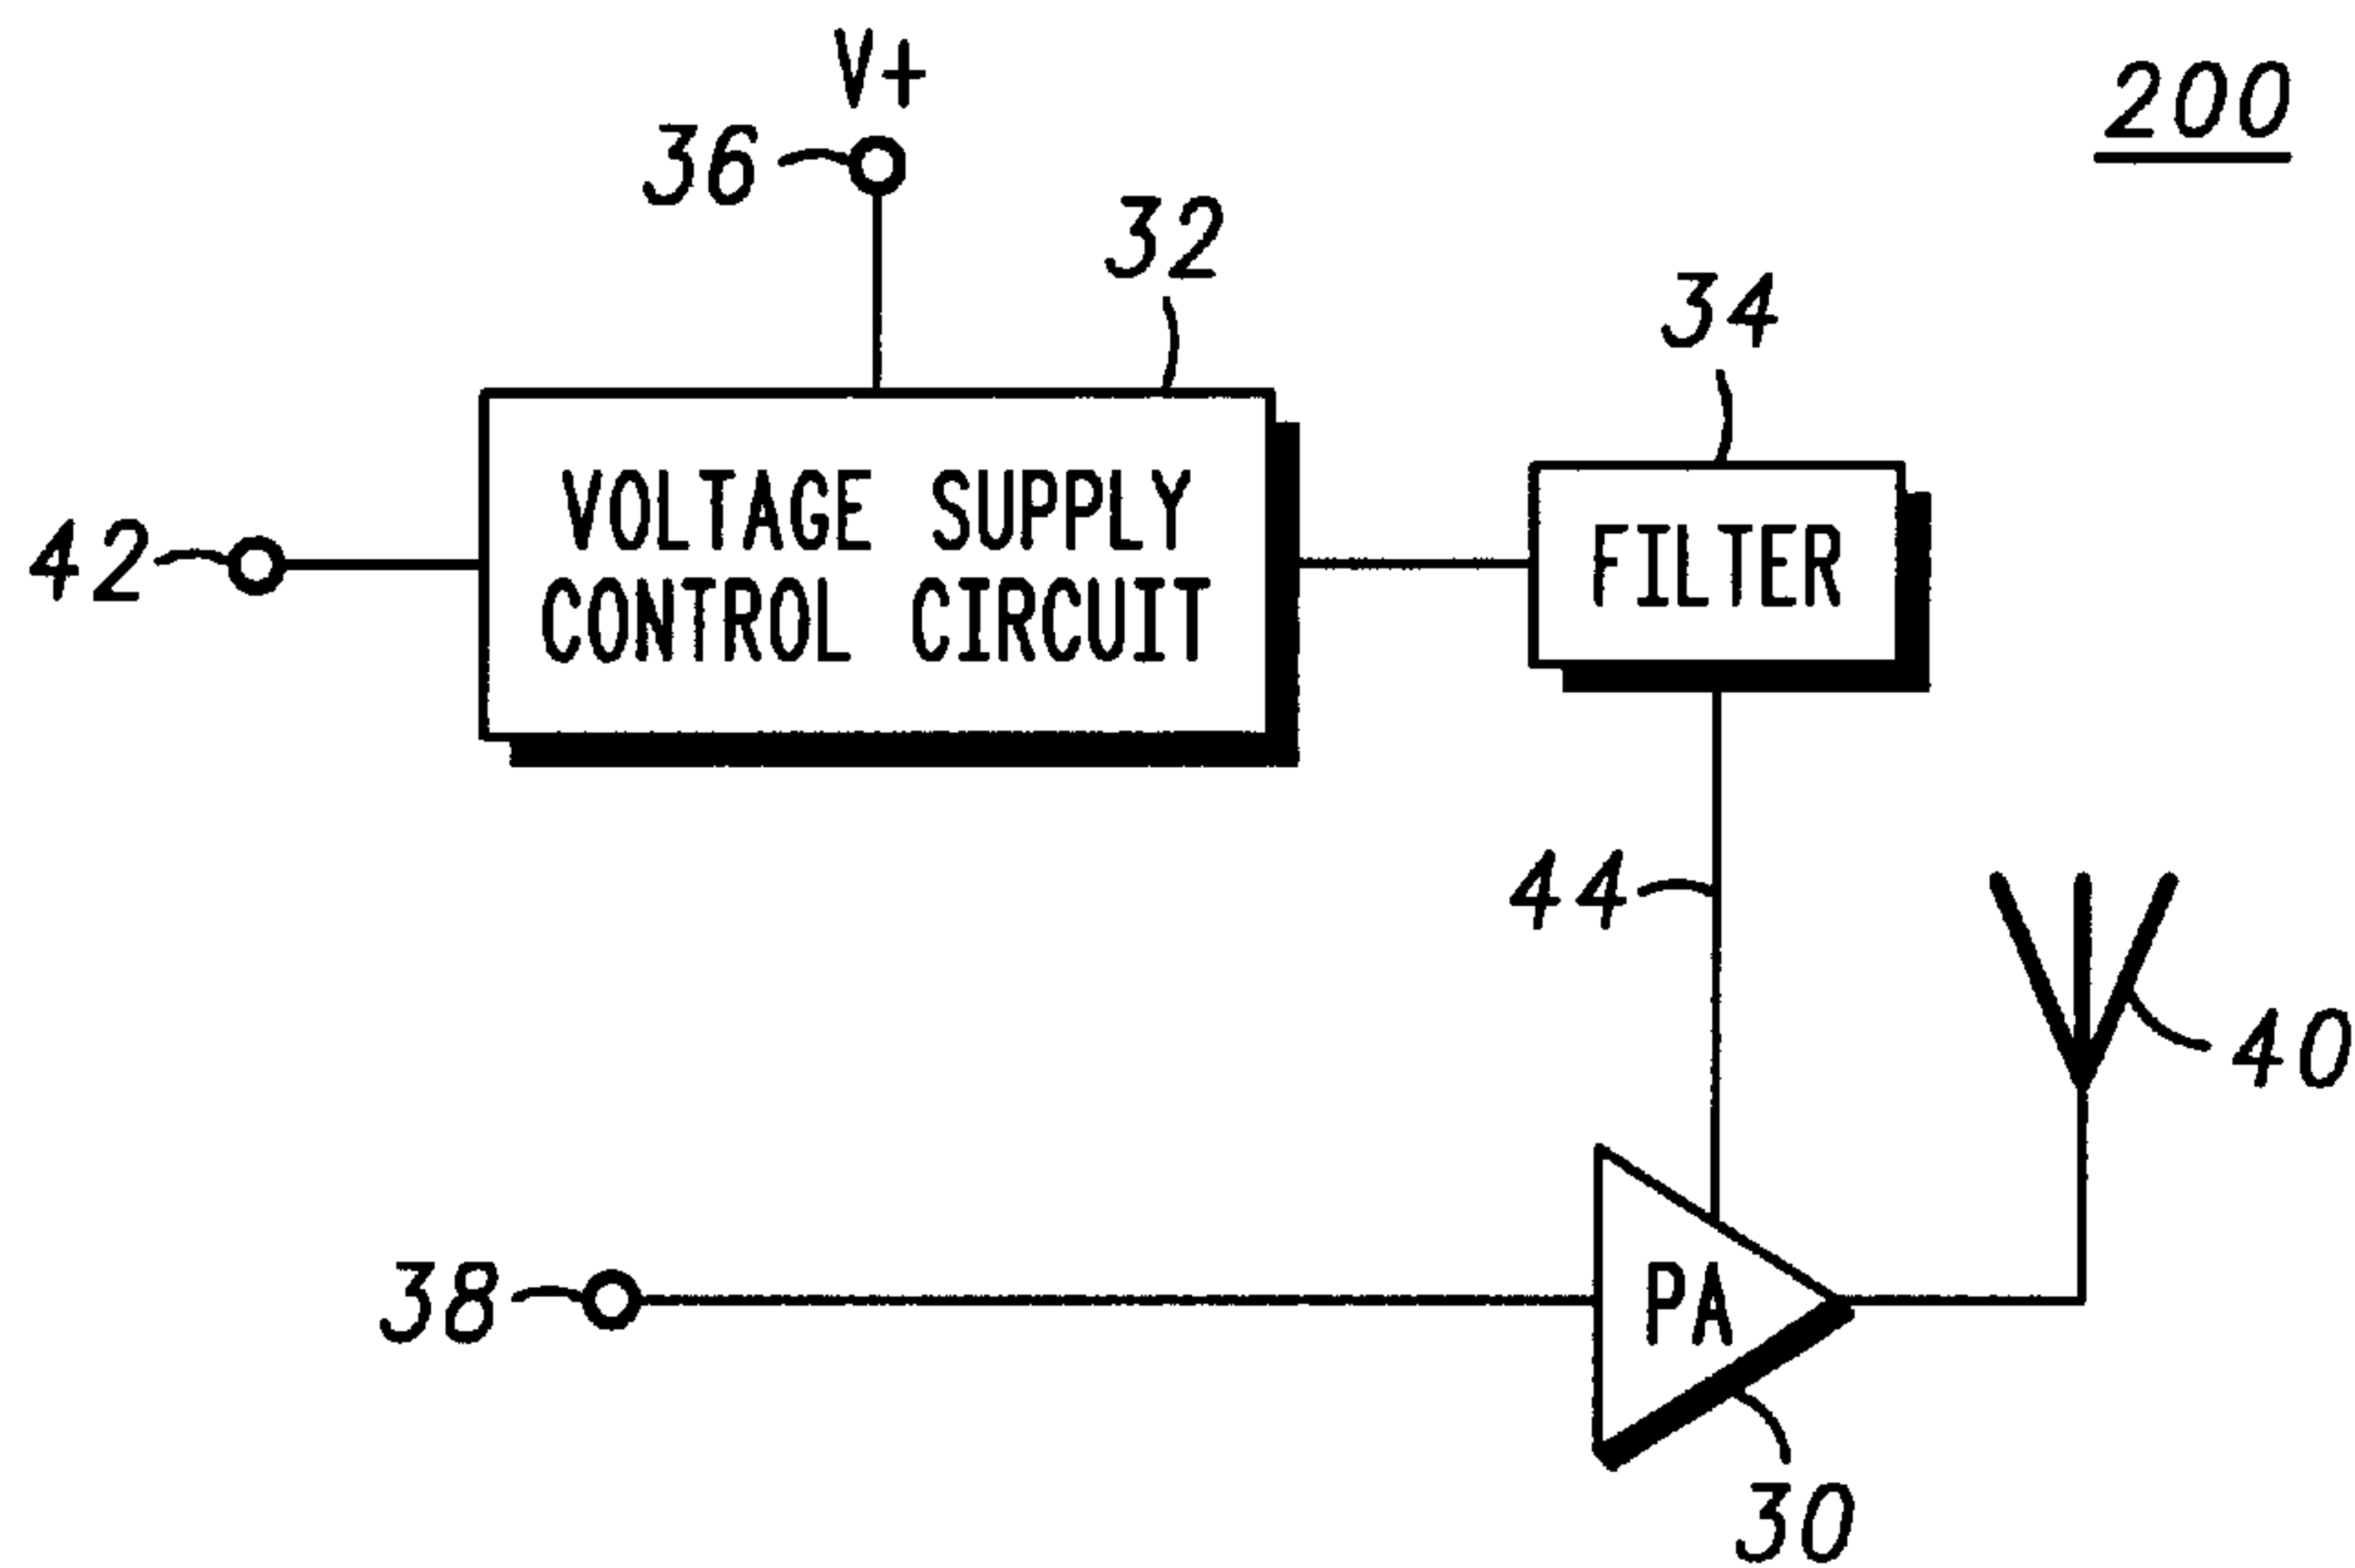 V+
200
36
32
34
VOLTAGE SUPPLY
CONTROL CIRCUIT
FILTER
42
44
40
38
PA
30